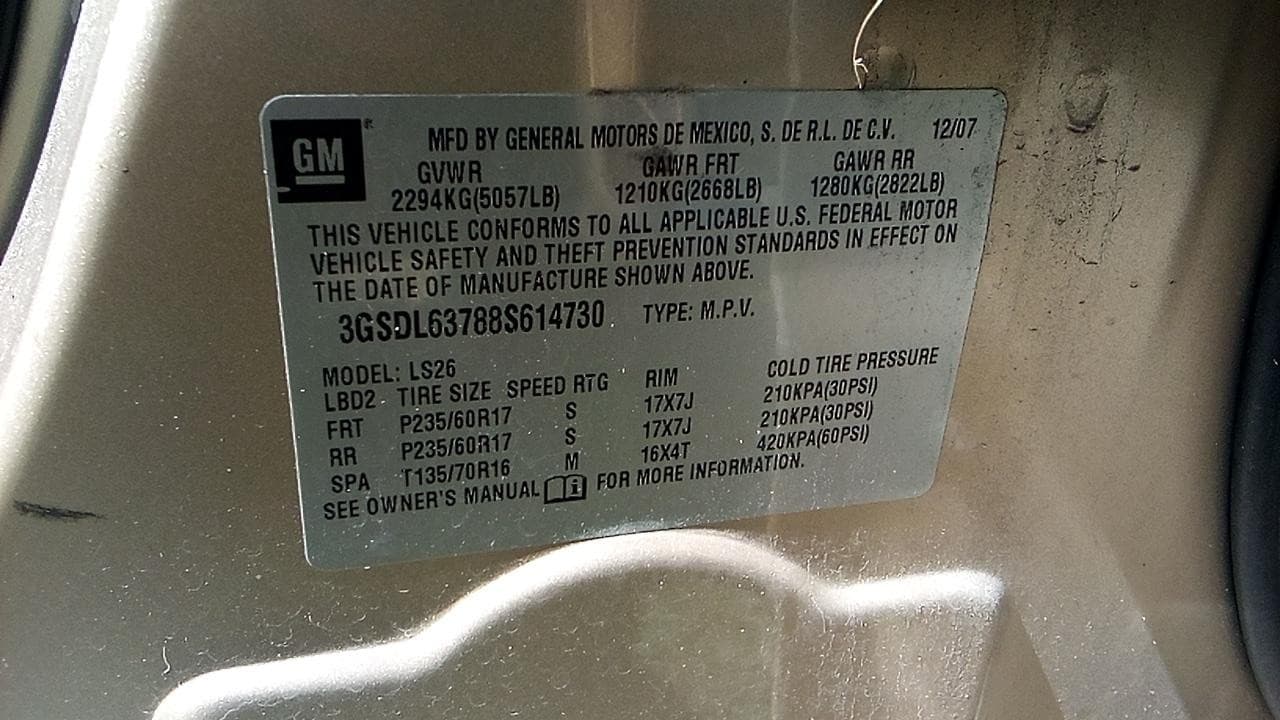 GM ®
MFD BY GENERAL MOTORS DE MEXICO, S. DE R.L. DE C.V. 12/07
GVWR GAWR FRT GAWR RR
2294KG(5057LB) 1210KG(2668LB) 1280KG(2822LB)
THIS VEHICLE CONFORMS TO ALL APPLICABLE U.S. FEDERAL MOTOR
VEHICLE SAFETY AND THEFT PREVENTION STANDARDS IN EFFECT ON
THE DATE OF MANUFACTURE SHOWN ABOVE.
3GSDL63788S614730 TYPE: M.P.V.
MODEL: LS26
LBD2 TIRE SIZE SPEED RTG RIM COLD TIRE PRESSURE
FRT P235/60R17 S 17X7J 210KPA(30PSI)
RR P235/60R17 S 17X7J 210KPA(30PSI)
SPA T135/70R16 M 16X4T 420KPA(60PSI)
SEE OWNER'S MANUAL FOR MORE INFORMATION.